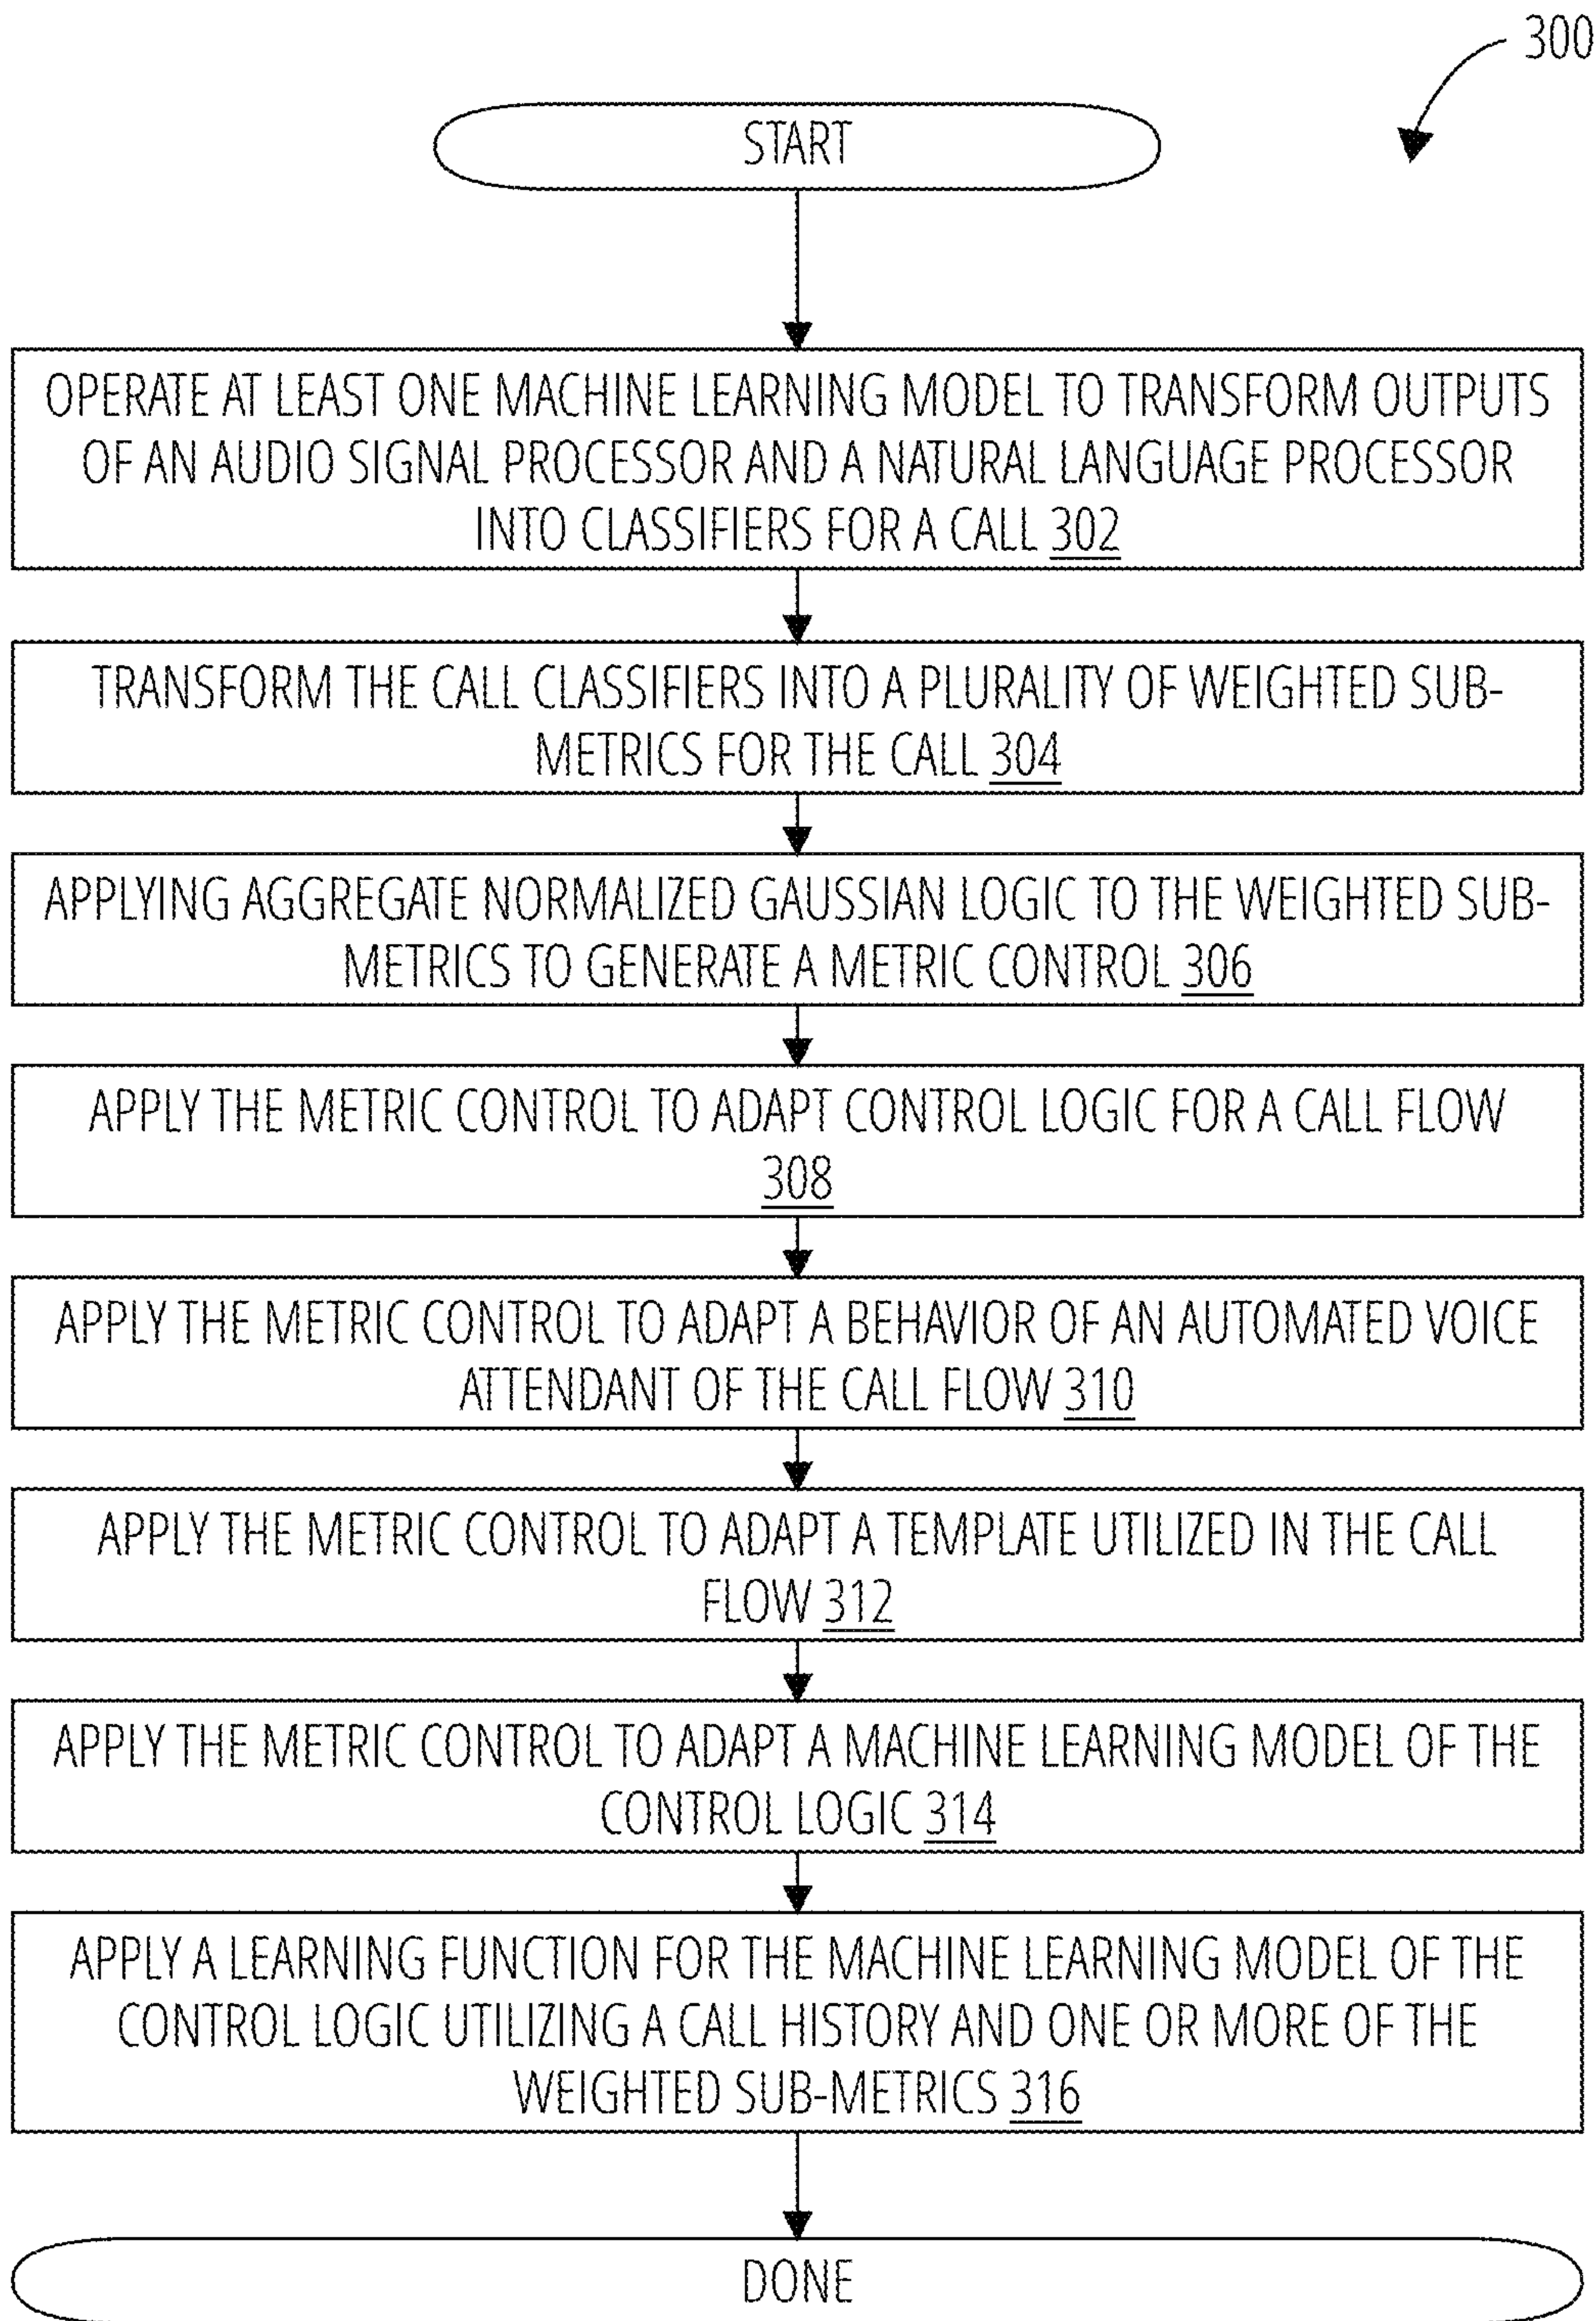 300
START
OPERATE AT LEAST ONE MACHINE LEARNING MODEL TO TRANSFORM OUTPUTS
OF AN AUDIO SIGNAL PROCESSOR AND A NATURAL LANGUAGE PROCESSOR
INTO CLASSIFIERS FOR A CALL 302
TRANSFORM THE CALL CLASSIFIERS INTO A PLURALITY OF WEIGHTED SUB-
METRICS FOR THE CALL 304
APPLYING AGGREGATE NORMALIZED GAUSSIAN LOGIC TO THE WEIGHTED SUB-
METRICS TO GENERATE A METRIC CONTROL 306
APPLY THE METRIC CONTROL TO ADAPT CONTROL LOGIC FOR A CALL FLOW
308
APPLY THE METRIC CONTROL TO ADAPT A BEHAVIOR OF AN AUTOMATED VOICE
ATTENDANT OF THE CALL FLOW 310
APPLY THE METRIC CONTROL TO ADAPT A TEMPLATE UTILIZED IN THE CALL
FLOW 312
APPLY THE METRIC CONTROL TO ADAPT A MACHINE LEARNING MODEL OF THE
CONTROL LOGIC 314
APPLY A LEARNING FUNCTION FOR THE MACHINE LEARNING MODEL OF THE
CONTROL LOGIC UTILIZING A CALL HISTORY AND ONE OR MORE OF THE
WEIGHTED SUB-METRICS 316
DONE